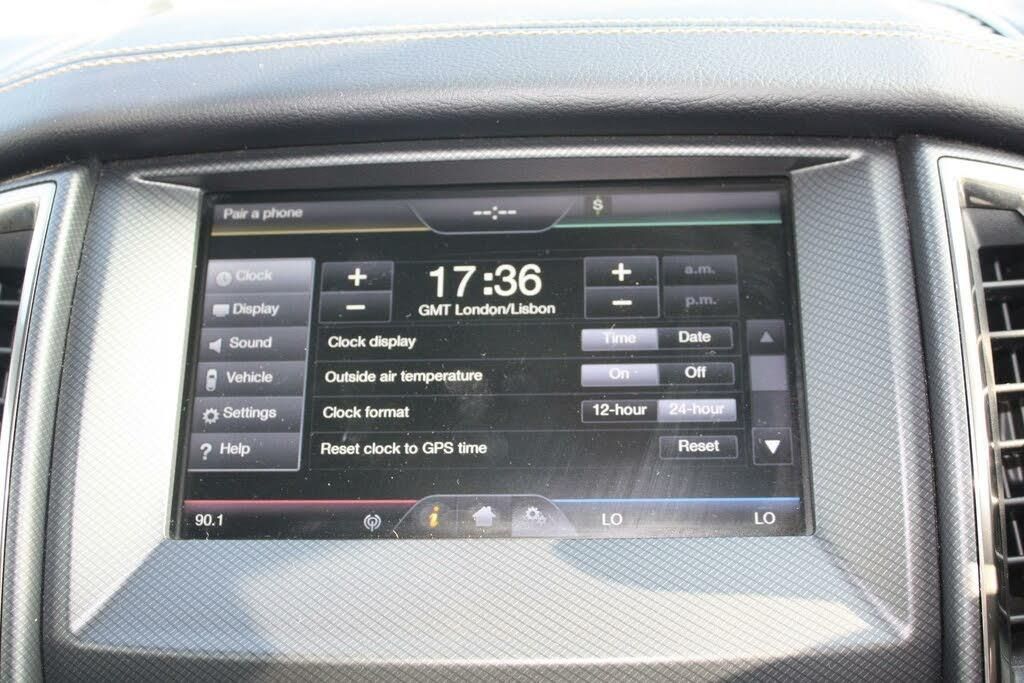 Pair a phone --:-- S
Clock + 17:36 + a.m.
Display - GMT London/Lisbon - p.m.
Sound Clock display Time Date
Vehicle Outside air temperature On Off
Settings Clock format 12-hour 24-hour
? Help Reset clock to GPS time Reset
90.1 i LO LO